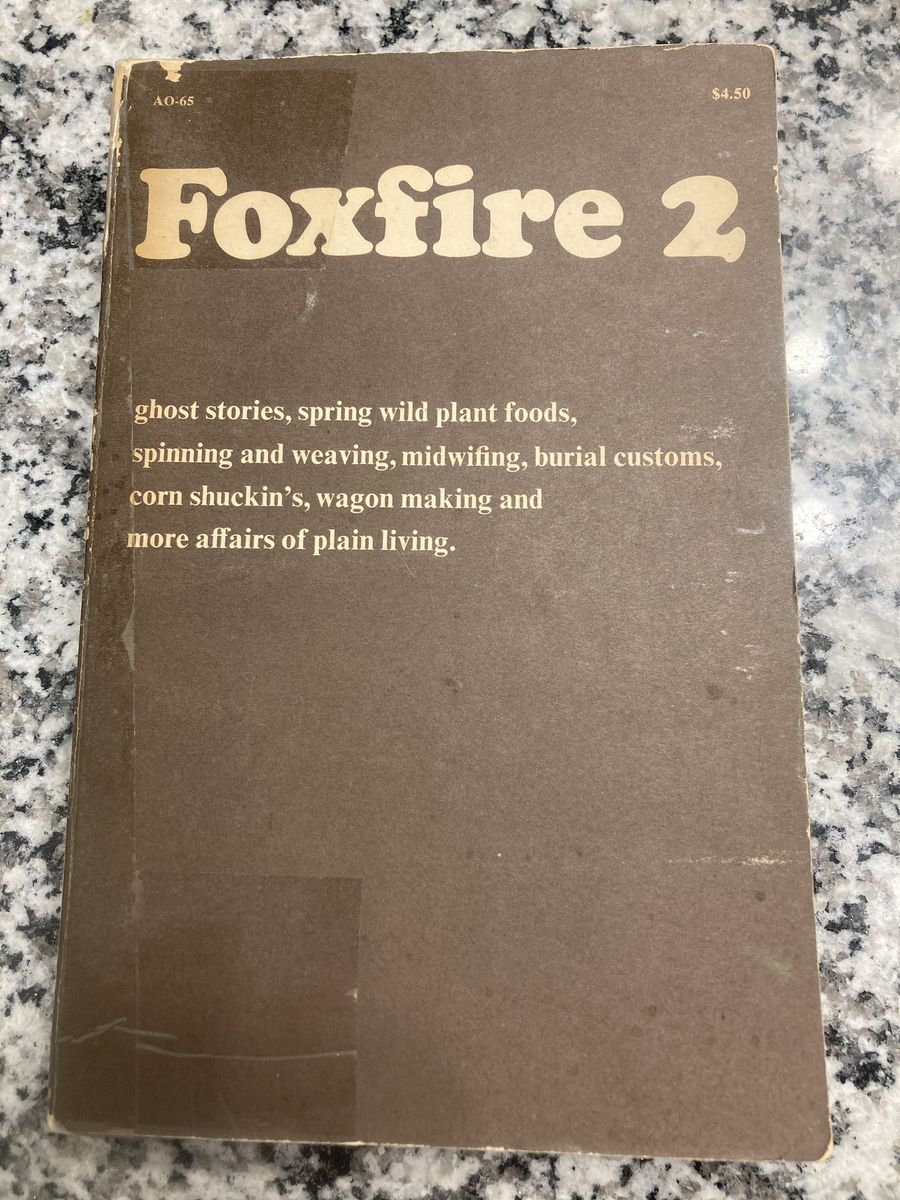 AO-65
$4.50
Foxfire 2
ghost stories, spring wild plant foods,
spinning and weaving, midwifing, burial customs,
corn shuckin's, wagon making and
more affairs of plain living.